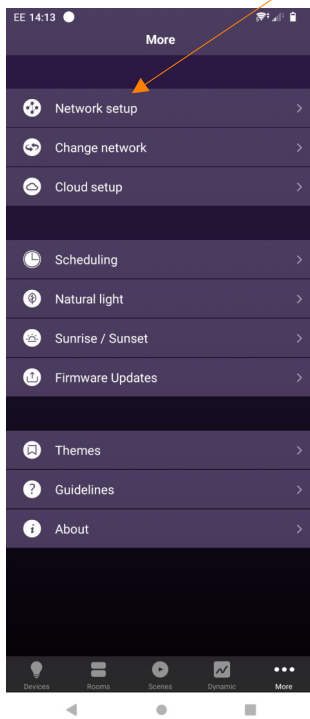 EE 14:13
More
Network setup
Change network
Cloud setup
Scheduling
Natural light
Sunrise / Sunset
Firmware Updates
Themes
Guidelines
About
Devices Rooms Scenes Dynamic More